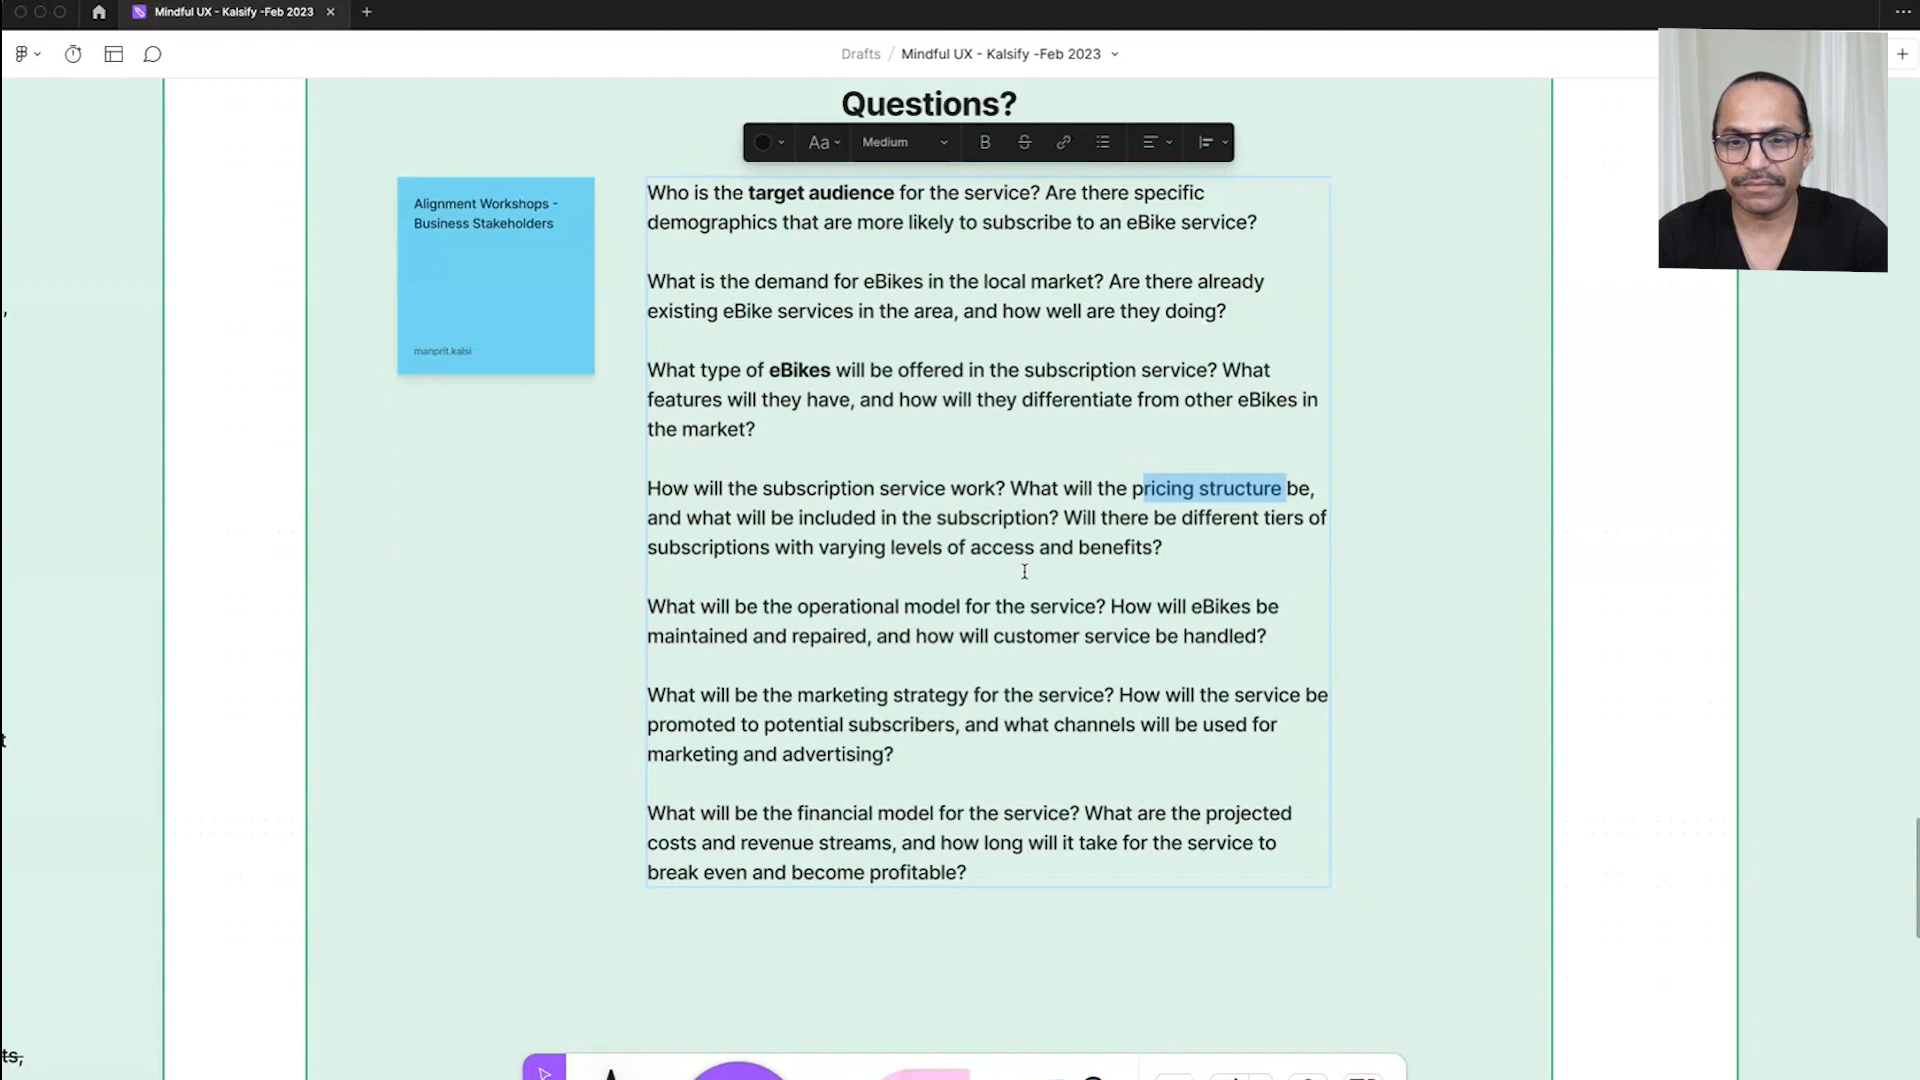 Mindful UX - Kalsify -Feb 2023
Drafts / Mindful UX - Kalsify -Feb 2023
Questions?
Aa Medium B S
Alignment Workshops -
Business Stakeholders
manprit.kalsi
Who is the target audience for the service? Are there specific
demographics that are more likely to subscribe to an eBike service?
What is the demand for eBikes in the local market? Are there already
existing eBike services in the area, and how well are they doing?
What type of eBikes will be offered in the subscription service? What
features will they have, and how will they differentiate from other eBikes in
the market?
How will the subscription service work? What will the pricing structure be,
and what will be included in the subscription? Will there be different tiers of
subscriptions with varying levels of access and benefits?
What will be the operational model for the service? How will eBikes be
maintained and repaired, and how will customer service be handled?
What will be the marketing strategy for the service? How will the service be
promoted to potential subscribers, and what channels will be used for
marketing and advertising?
What will be the financial model for the service? What are the projected
costs and revenue streams, and how long will it take for the service to
break even and become profitable?
,
t
ts,